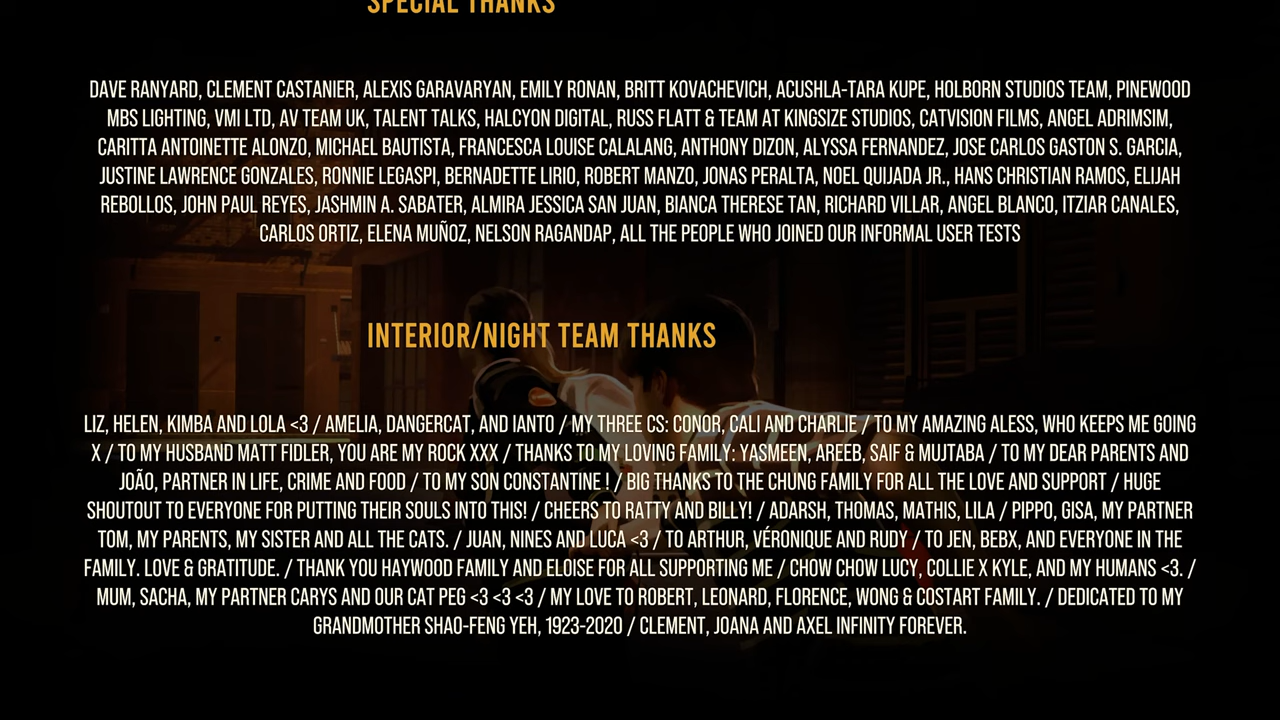 SPECIAL THANKS
DAVE RANYARD, CLEMENT CASTANIER, ALEXIS GARAVARYAN, EMILY RONAN, BRITT KOVACHEVICH, ACUSHLA-TARA KUPE, HOLBORN STUDIOS TEAM, PINEWOOD
MBS LIGHTING, VMI LTD, AV TEAM UK, TALENT TALKS, HALCYON DIGITAL, RUSS FLATT & TEAM AT KINGSIZE STUDIOS, CATVISION FILMS, ANGEL ADRIMSIM,
CARITTA ANTOINETTE ALONZO, MICHAEL BAUTISTA, FRANCESCA LOUISE CALALANG, ANTHONY DIZON, ALYSSA FERNANDEZ, JOSE CARLOS GASTON S. GARCIA,
JUSTINE LAWRENCE GONZALES, RONNIE LEGASPI, BERNADETTE LIRIO, ROBERT MANZO, JONAS PERALTA, NOEL QUIJADA JR., HANS CHRISTIAN RAMOS, ELIJAH
REBOLLOS, JOHN PAUL REYES, JASHMIN A. SABATER, ALMIRA JESSICA SAN JUAN, BIANCA THERESE TAN, RICHARD VILLAR, ANGEL BLANCO, ITZIAR CANALES,
CARLOS ORTIZ, ELENA MUÑOZ, NELSON RAGANDAP, ALL THE PEOPLE WHO JOINED OUR INFORMAL USER TESTS
INTERIOR/NIGHT TEAM THANKS
LIZ, HELEN, KIMBA AND LOLA <3 / AMELIA, DANGERCAT, AND IANTO / MY THREE CS: CONOR, CALI AND CHARLIE / TO MY AMAZING ALESS, WHO KEEPS ME GOING
X / TO MY HUSBAND MATT FIDLER, YOU ARE MY ROCK XXX / THANKS TO MY LOVING FAMILY: YASMEEN, AREEB, SAIF & MUJTABA / TO MY DEAR PARENTS AND
JOÃO, PARTNER IN LIFE, CRIME AND FOOD / TO MY SON CONSTANTINE ! / BIG THANKS TO THE CHUNG FAMILY FOR ALL THE LOVE AND SUPPORT / HUGE
SHOUTOUT TO EVERYONE FOR PUTTING THEIR SOULS INTO THIS! / CHEERS TO RATTY AND BILLY! / ADARSH, THOMAS, MATHIS, LILA / PIPPO, GISA, MY PARTNER
TOM, MY PARENTS, MY SISTER AND ALL THE CATS. / JUAN, NINES AND LUCA <3 / TO ARTHUR, VÉRONIQUE AND RUDY / TO JEN, BEBX, AND EVERYONE IN THE
FAMILY. LOVE & GRATITUDE. / THANK YOU HAYWOOD FAMILY AND ELOISE FOR ALL SUPPORTING ME / CHOW CHOW LUCY, COLLIE X KYLE, AND MY HUMANS <3. /
MUM, SACHA, MY PARTNER CARYS AND OUR CAT PEG <3 <3 <3 / MY LOVE TO ROBERT, LEONARD, FLORENCE, WONG & COSTART FAMILY. / DEDICATED TO MY
GRANDMOTHER SHAO-FENG YEH, 1923-2020 / CLEMENT, JOANA AND AXEL INFINITY FOREVER.